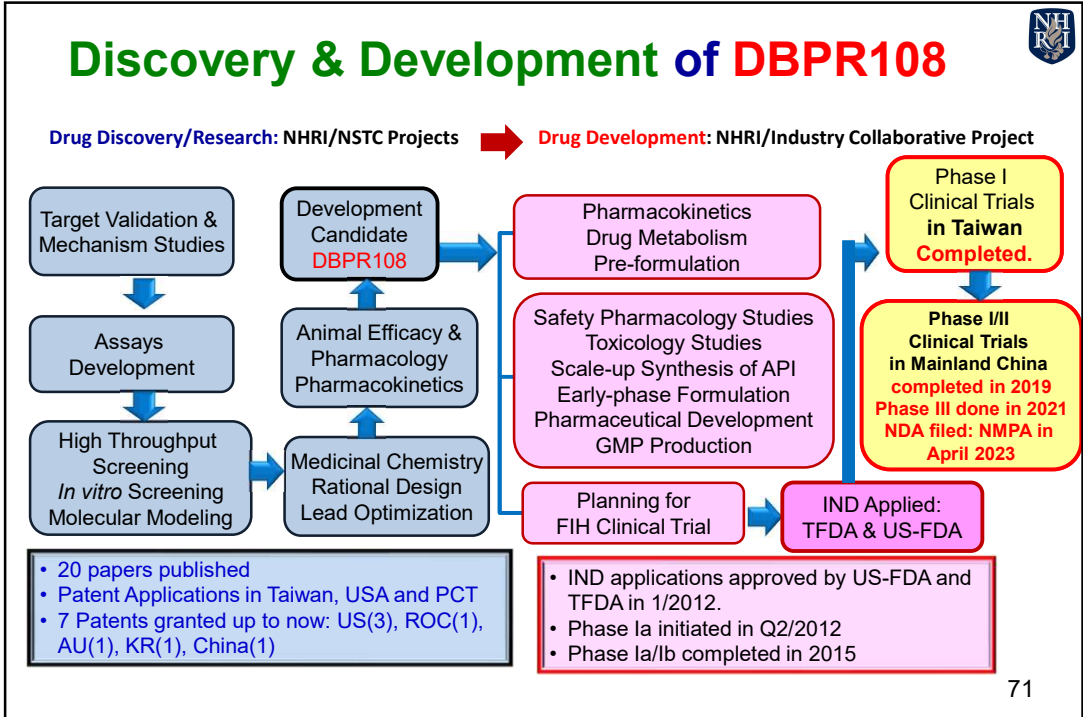 NH
RI
Discovery & Development of DBPR108
Drug Discovery/Research: NHRI/NSTC Projects
Drug Development: NHRI/Industry Collaborative Project
Target Validation &
Mechanism Studies
Assays
Development
High Throughput
Screening
In vitro Screening
Molecular Modeling
Medicinal Chemistry
Rational Design
Lead Optimization
Animal Efficacy &
Pharmacology
Pharmacokinetics
Development
Candidate
DBPR108
Pharmacokinetics
Drug Metabolism
Pre-formulation
Safety Pharmacology Studies
Toxicology Studies
Scale-up Synthesis of API
Early-phase Formulation
Pharmaceutical Development
GMP Production
Planning for
FIH Clinical Trial
IND Applied:
TFDA & US-FDA
Phase I
Clinical Trials
in Taiwan
Completed.
Phase I/II
Clinical Trials
in Mainland China
completed in 2019
Phase III done in 2021
NDA filed: NMPA in
April 2023
• 20 papers published
• Patent Applications in Taiwan, USA and PCT
• 7 Patents granted up to now: US(3), ROC(1),
AU(1), KR(1), China(1)
• IND applications approved by US-FDA and
TFDA in 1/2012.
• Phase Ia initiated in Q2/2012
• Phase Ia/Ib completed in 2015
71